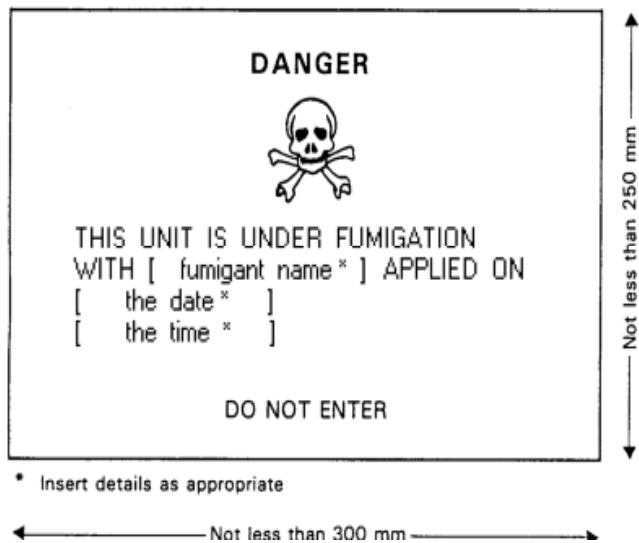 DANGER
THIS UNIT IS UNDER FUMIGATION
WITH [ fumigant name* ] APPLIED ON
[ the date* ]
[ the time * ]
DO NOT ENTER
Not less than 250 mm
* Insert details as appropriate
Not less than 300 mm